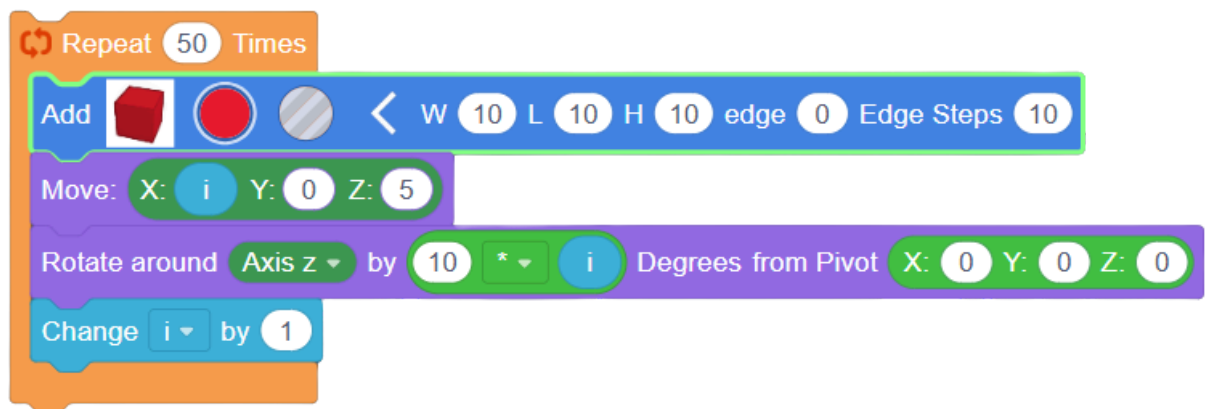 Repeat 50 Times
Add W 10 L 10 H 10 edge 0 Edge Steps 10
Move: X: i Y: 0 Z: 5
Rotate around Axis z by 10 * i Degrees from Pivot X: 0 Y: 0 Z: 0
Change i by 1